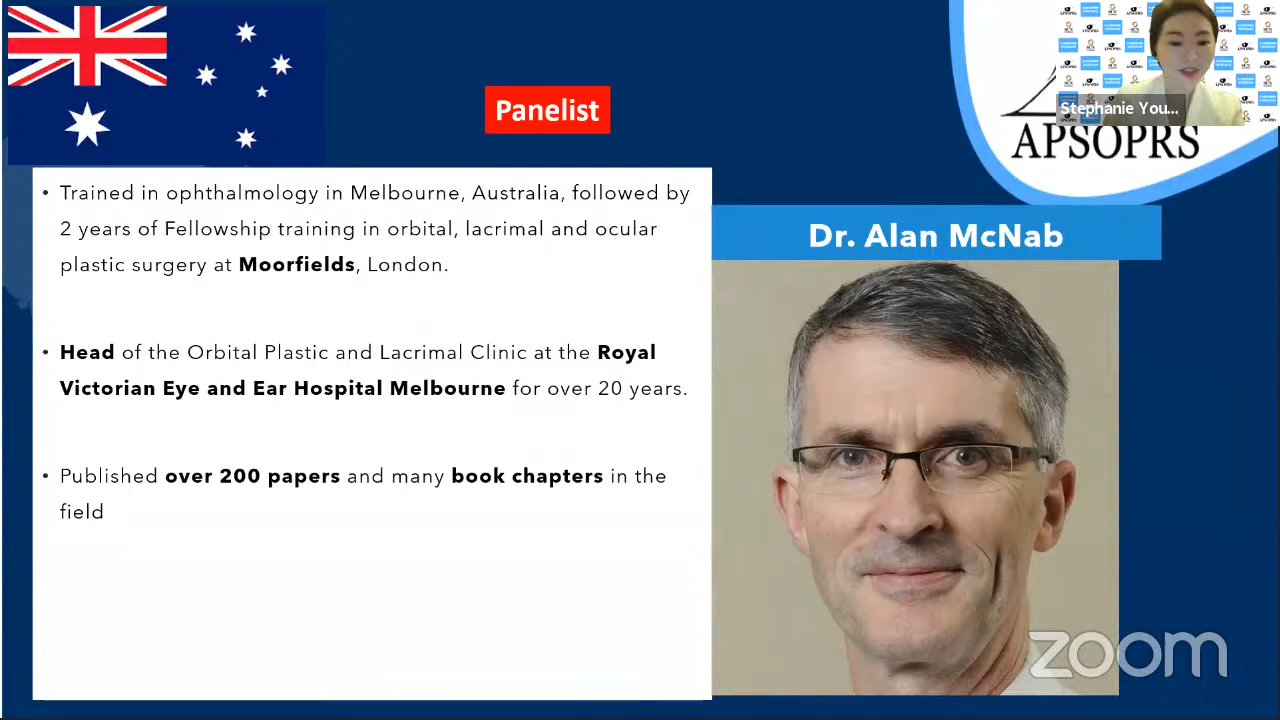 Panelist
Stephanie You...
APSOPRS
• Trained in ophthalmology in Melbourne, Australia, followed by
2 years of Fellowship training in orbital, lacrimal and ocular
plastic surgery at Moorfields, London.
• Head of the Orbital Plastic and Lacrimal Clinic at the Royal
Victorian Eye and Ear Hospital Melbourne for over 20 years.
• Published over 200 papers and many book chapters in the
field
Dr. Alan McNab
zoom